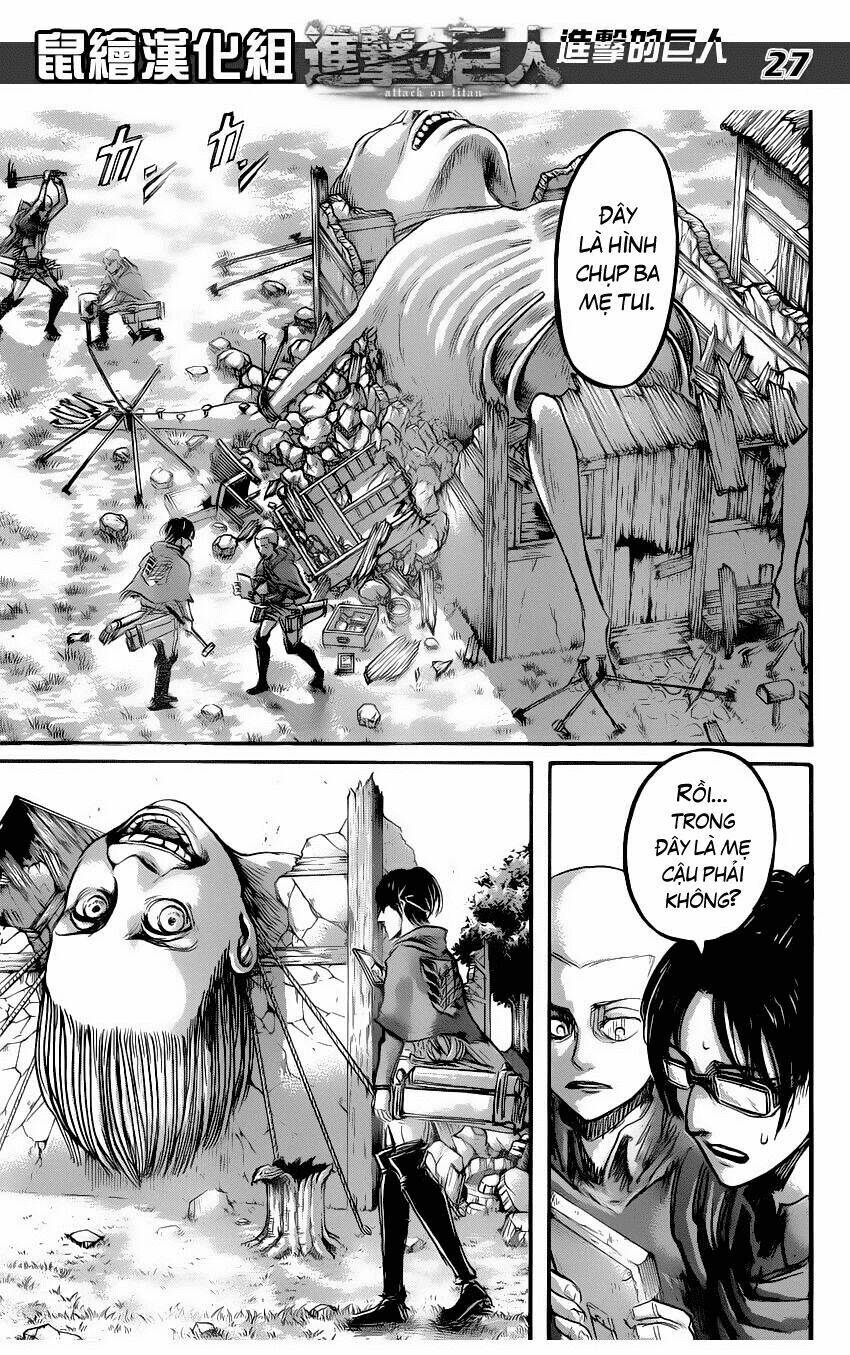 鼠繪漢化組
進撃の巨人
attack on titan
進擊的巨人
27
カン
カン
ĐÂY
LÀ HÌNH
CHỤP BA
MẸ TUI.
RỒI...
TRONG
ĐÂY LÀ MẸ
CẬU PHẢI
KHÔNG?